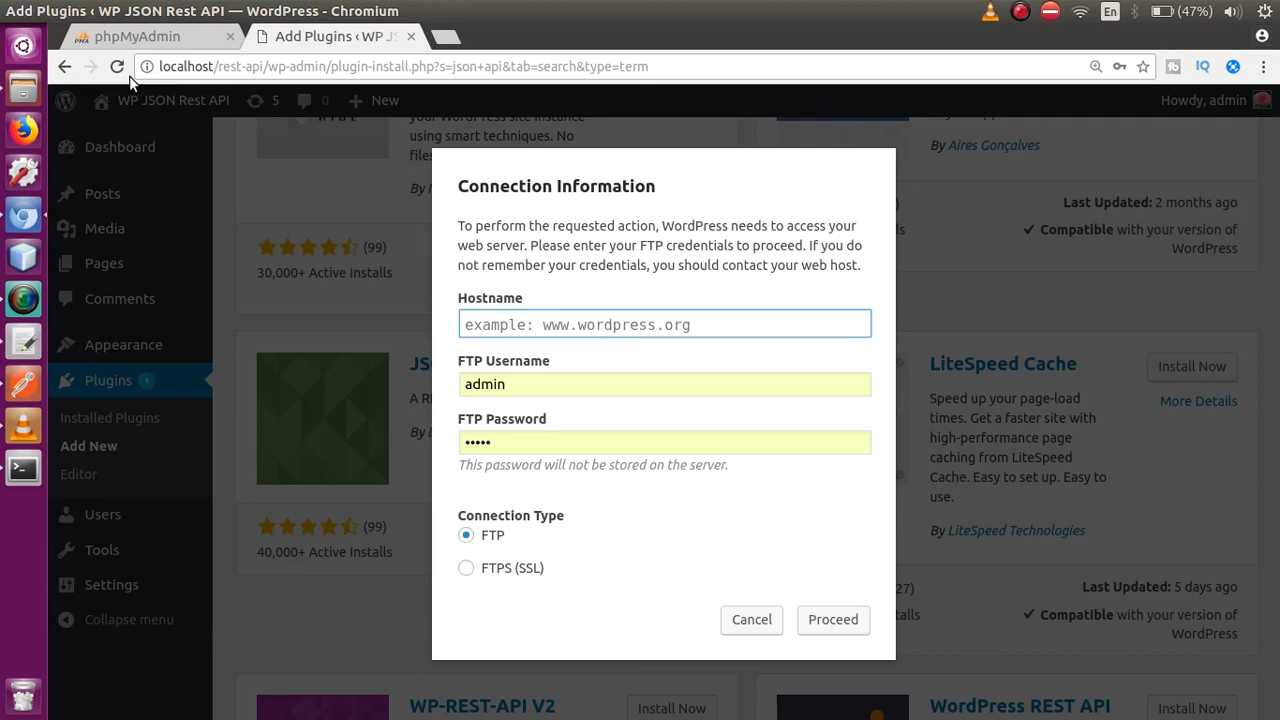 Add Plugins ‹ WP JSON Rest API — WordPress - Chromium
En
(47%)
phpMyAdmin
Add Plugins ‹ WP JS
localhost/rest-api/wp-admin/plugin-install.php?s=json+api&tab=search&type=term
IQ
WP JSON Rest API
5
0
New
Howdy, admin
Dashboard
Posts
Media
Pages
Comments
Appearance
Plugins 1
Installed Plugins
Add New
Editor
Users
Tools
Settings
Collapse menu
your WordPress site instance
using smart techniques. No
files
(99)
30,000+ Active Installs
By Aires Gonçalves
Last Updated: 2 months ago
Compatible with your version of
WordPress
Connection Information
To perform the requested action, WordPress needs to access your
web server. Please enter your FTP credentials to proceed. If you do
not remember your credentials, you should contact your web host.
Hostname
example: www.wordpress.org
FTP Username
admin
FTP Password
•••••
This password will not be stored on the server.
Connection Type
FTP
FTPS (SSL)
Cancel
Proceed
JS
A R
By L
(99)
40,000+ Active Installs
LiteSpeed Cache
Install Now
More Details
Speed up your page-load
times. Get a faster site with
high-performance page
caching from LiteSpeed
Cache. Easy to set up. Easy to
use.
By LiteSpeed Technologies
27)
Last Updated: 5 days ago
Compatible with your version of
WordPress
WP-REST-API V2
Install Now
WordPress REST API
Install Now